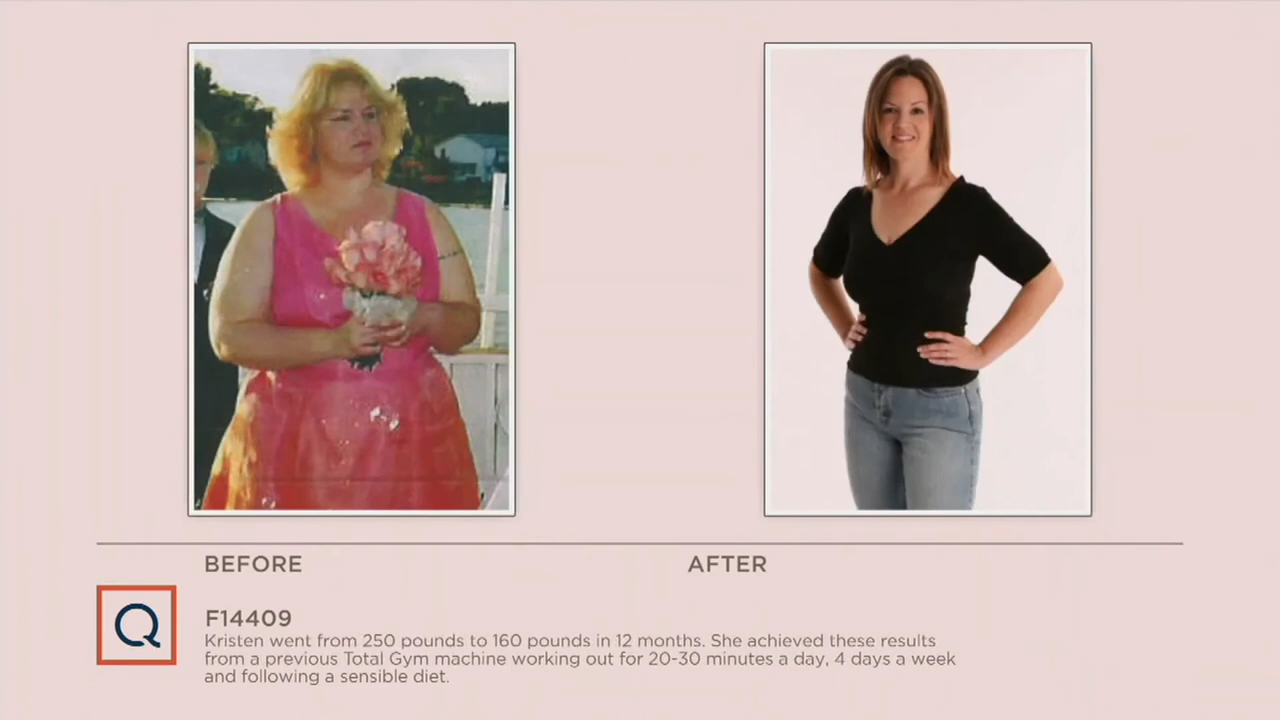 BEFORE
AFTER
Q
F14409
Kristen went from 250 pounds to 160 pounds in 12 months. She achieved these results
from a previous Total Gym machine working out for 20-30 minutes a day, 4 days a week
and following a sensible diet.